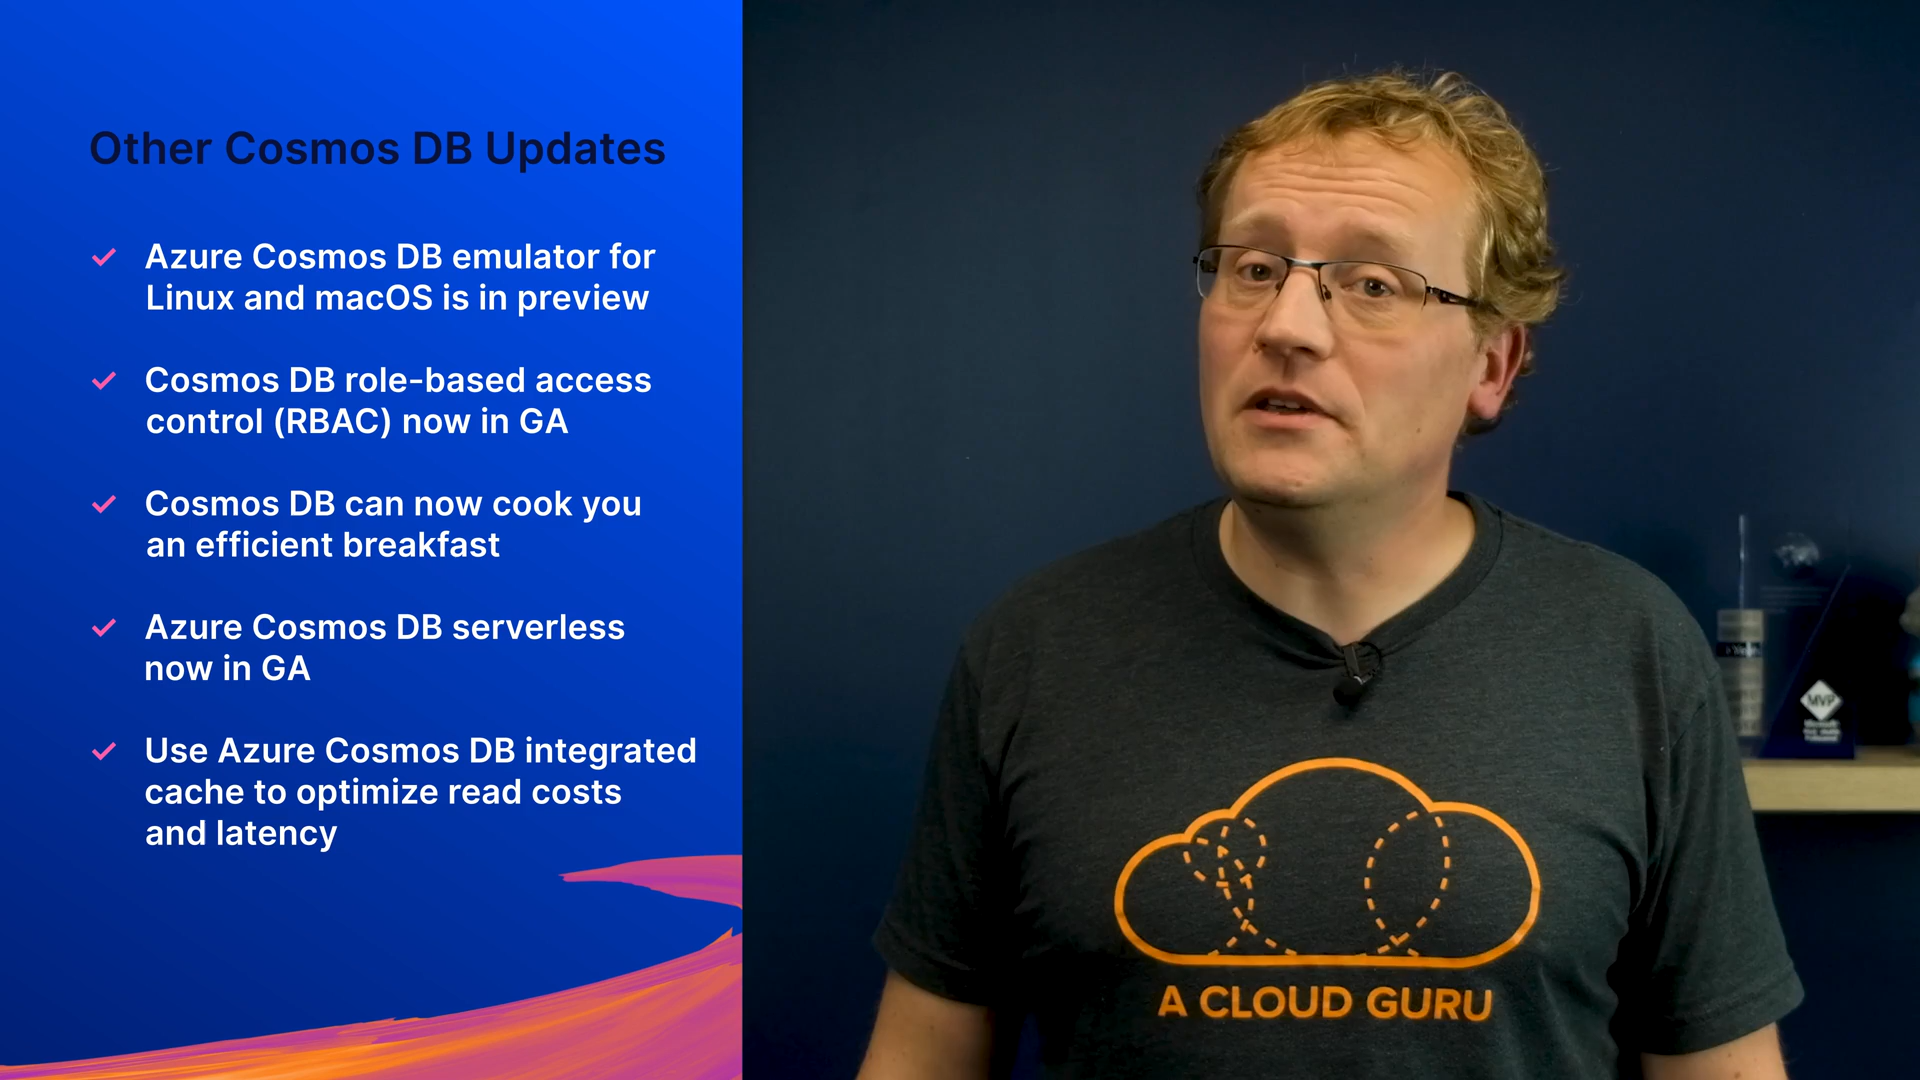 Other Cosmos DB Updates
Azure Cosmos DB emulator for
Linux and macOS is in preview
Cosmos DB role-based access
control (RBAC) now in GA
Cosmos DB can now cook you
an efficient breakfast
Azure Cosmos DB serverless
now in GA
Use Azure Cosmos DB integrated
cache to optimize read costs
and latency
A CLOUD GURU
MVP